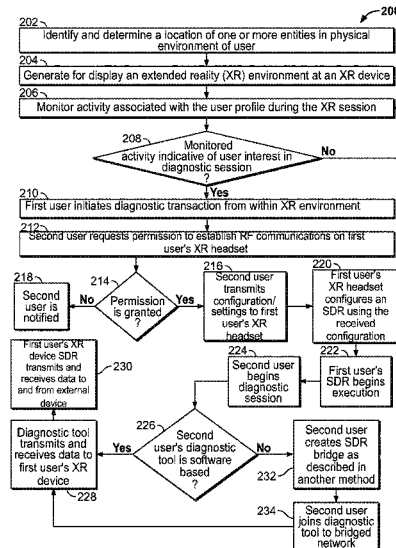 200
202
Identify and determine a location of one or more entities in physical
environment of user
204
Generate for display an extended reality (XR) environment at an XR device
206
Monitor activity associated with the user profile during the XR session
208
Monitored
activity indicative of user interest in
diagnostic session
?
No
Yes
210
First user initiates diagnostic transaction from within XR environment
212
Second user requests permission to establish RF communications on first
user's XR headset
214
Permission
is granted
?
No
Yes
218
Second
user is
notified
216
Second user
transmits
configuration/
settings to first
user's XR
headset
220
First user's
XR headset
configures an
SDR using the
received
configuration
222
First user's
SDR begins
execution
224
Second user
begins
diagnostic
session
226
Second
user's diagnostic
tool is software
based
?
Yes
No
230
First user's XR
device SDR
transmits and
receives data to
and from external
device
Diagnostic tool
transmits and
receives data to
first user's XR
device
228
Second user
creates SDR
bridge as
described in
another method
232
234
Second user
joins diagnostic
tool to bridged
network